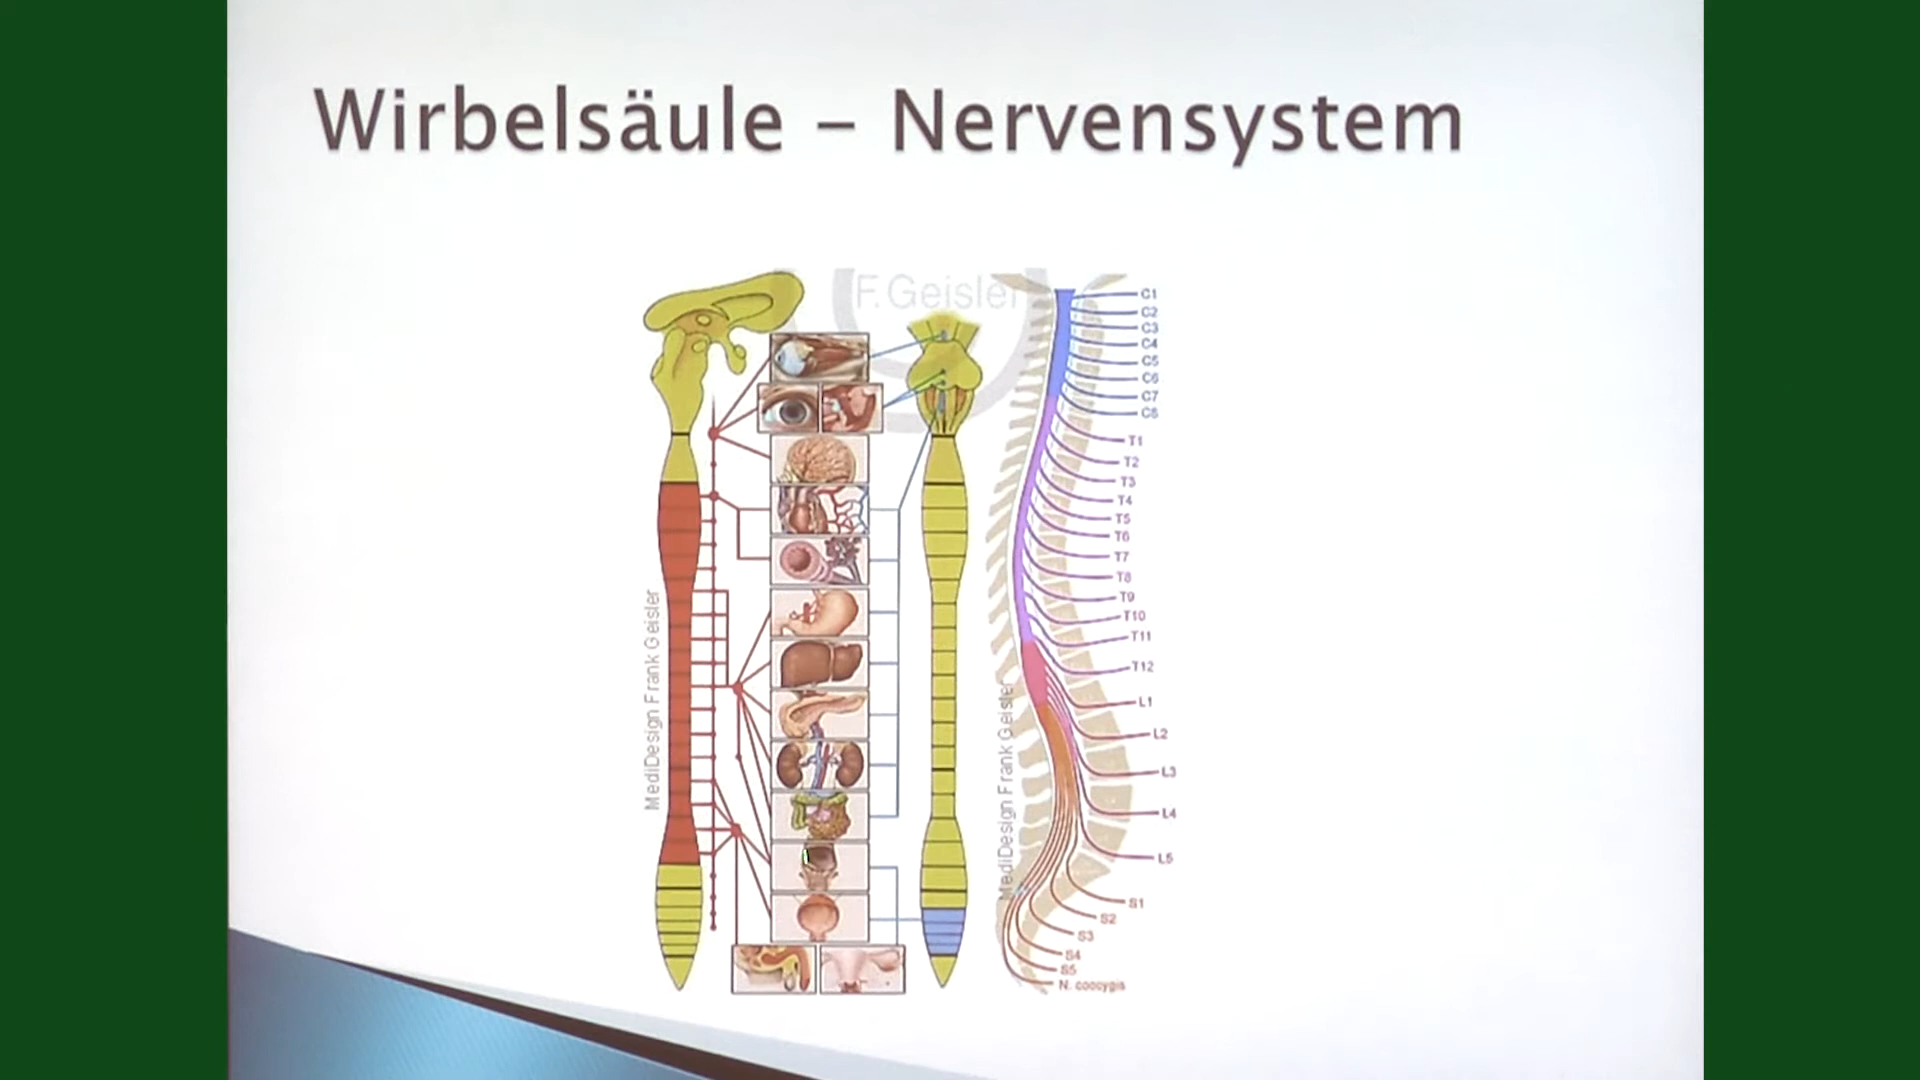 Wirbelsäule – Nervensystem
F.Geisler
MediDesign Frank Geisler
MediDesign Frank Geisler
C1
C2
C3
C4
C5
C6
C7
C8
T1
T2
T3
T4
T5
T6
T7
T8
T9
T10
T11
T12
L1
L2
L3
L4
L5
S1
S2
S3
S4
S5
N. coocygis